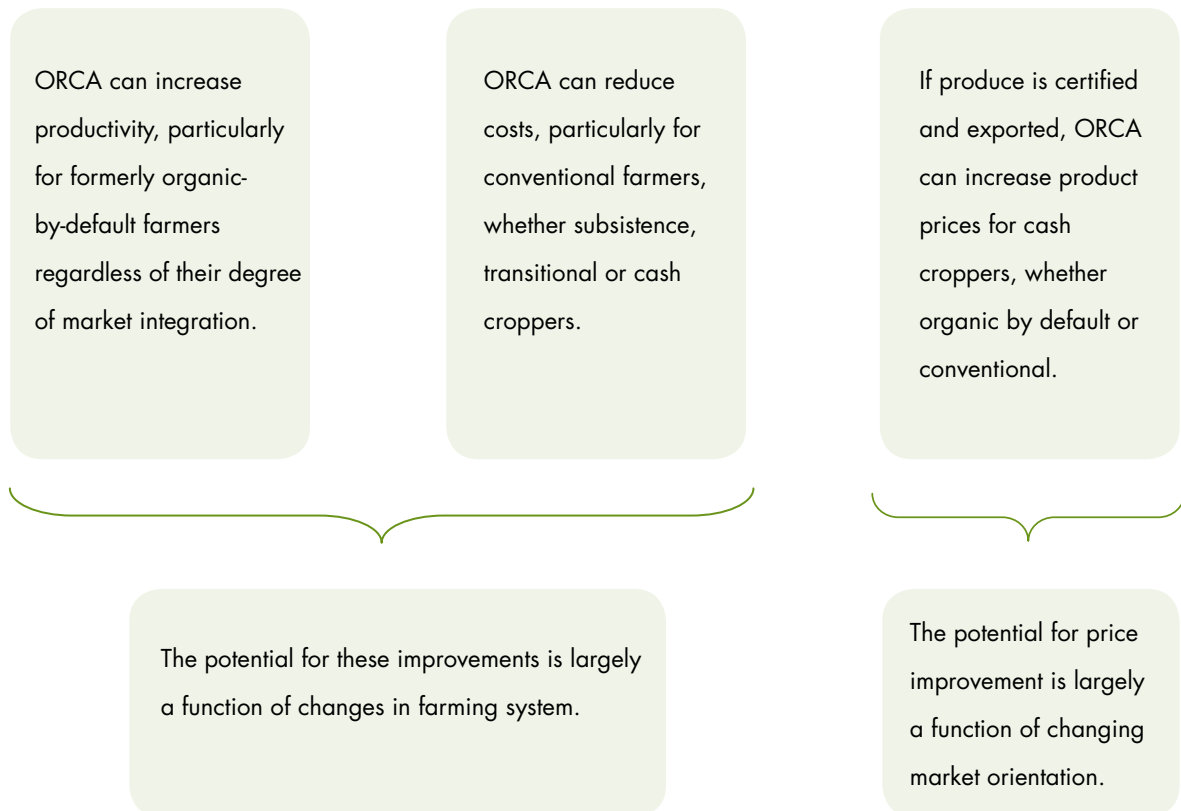 ORCA can increase
productivity, particularly
for formerly organic-
by-default farmers
regardless of their degree
of market integration.
ORCA can reduce
costs, particularly for
conventional farmers,
whether subsistence,
transitional or cash
croppers.
If produce is certified
and exported, ORCA
can increase product
prices for cash
croppers, whether
organic by default or
conventional.
The potential for these improvements is largely
a function of changes in farming system.
The potential for price
improvement is largely
a function of changing
market orientation.